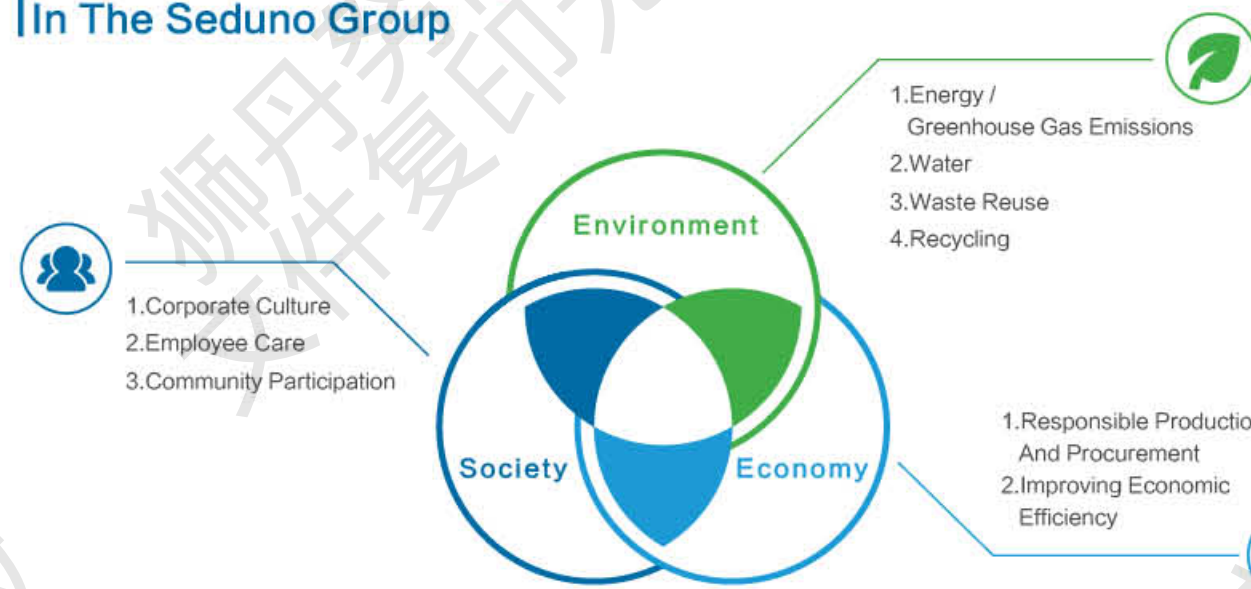 In The Seduno Group
1.Energy /
Greenhouse Gas Emissions
2.Water
3.Waste Reuse
4.Recycling
Environment
1.Corporate Culture
2.Employee Care
3.Community Participation
Society
Economy
1.Responsible Productio
And Procurement
2.Improving Economic
Efficiency